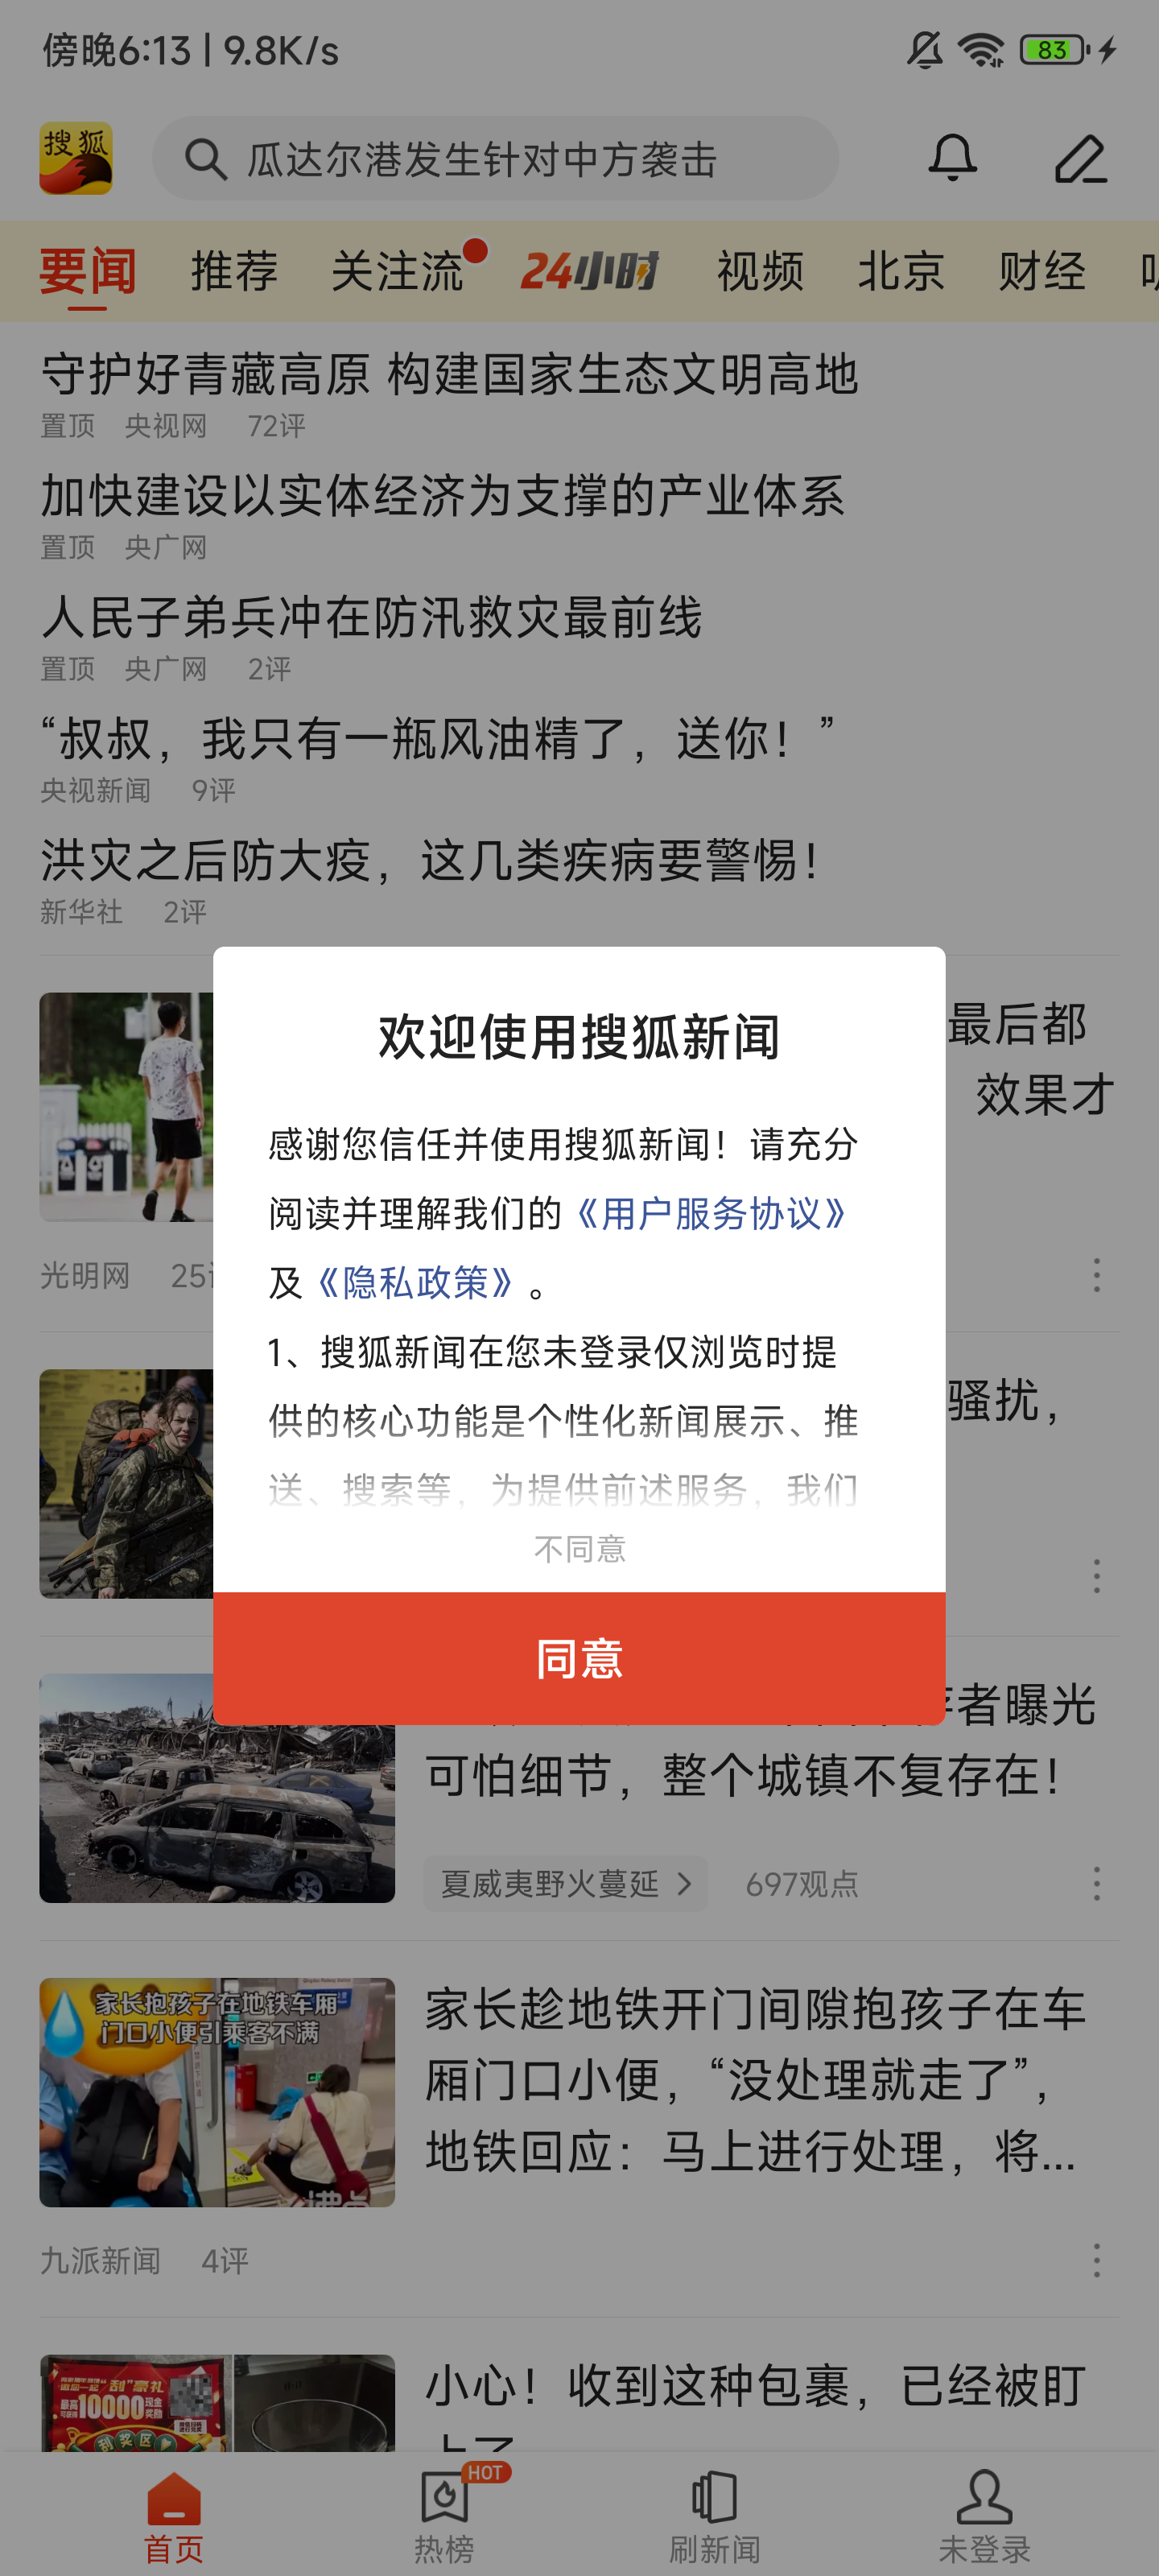 傍晚6:13 | 9.8K/s
83
搜狐
瓜达尔港发生针对中方袭击
要闻 推荐 关注流 24小时 视频 北京 财经
守护好青藏高原 构建国家生态文明高地
置顶 央视网 72评
加快建设以实体经济为支撑的产业体系
置顶 央广网
人民子弟兵冲在防汛救灾最前线
置顶 央广网 2评
“叔叔，我只有一瓶风油精了，送你！”
央视新闻 9评
洪灾之后防大疫，这几类疾病要警惕！
新华社 2评
欢迎使用搜狐新闻
感谢您信任并使用搜狐新闻！请充分
阅读并理解我们的《用户服务协议》
及《隐私政策》。
1、搜狐新闻在您未登录仅浏览时提
供的核心功能是个性化新闻展示、推
送、搜索等，为提供前述服务，我们
不同意
同意
最后都
效果才
光明网 25
骚扰，
者曝光
可怕细节，整个城镇不复存在！
夏威夷野火蔓延 697观点
家长抱孩子在地铁车厢
门口小便引乘客不满
家长趁地铁开门间隙抱孩子在车
厢门口小便，“没处理就走了”，
地铁回应：马上进行处理，将...
九派新闻 4评
小心！收到这种包裹，已经被盯
上了
“刮”豪礼
最高10000现金
刮奖区
HOT
首页 热榜 刷新闻 未登录